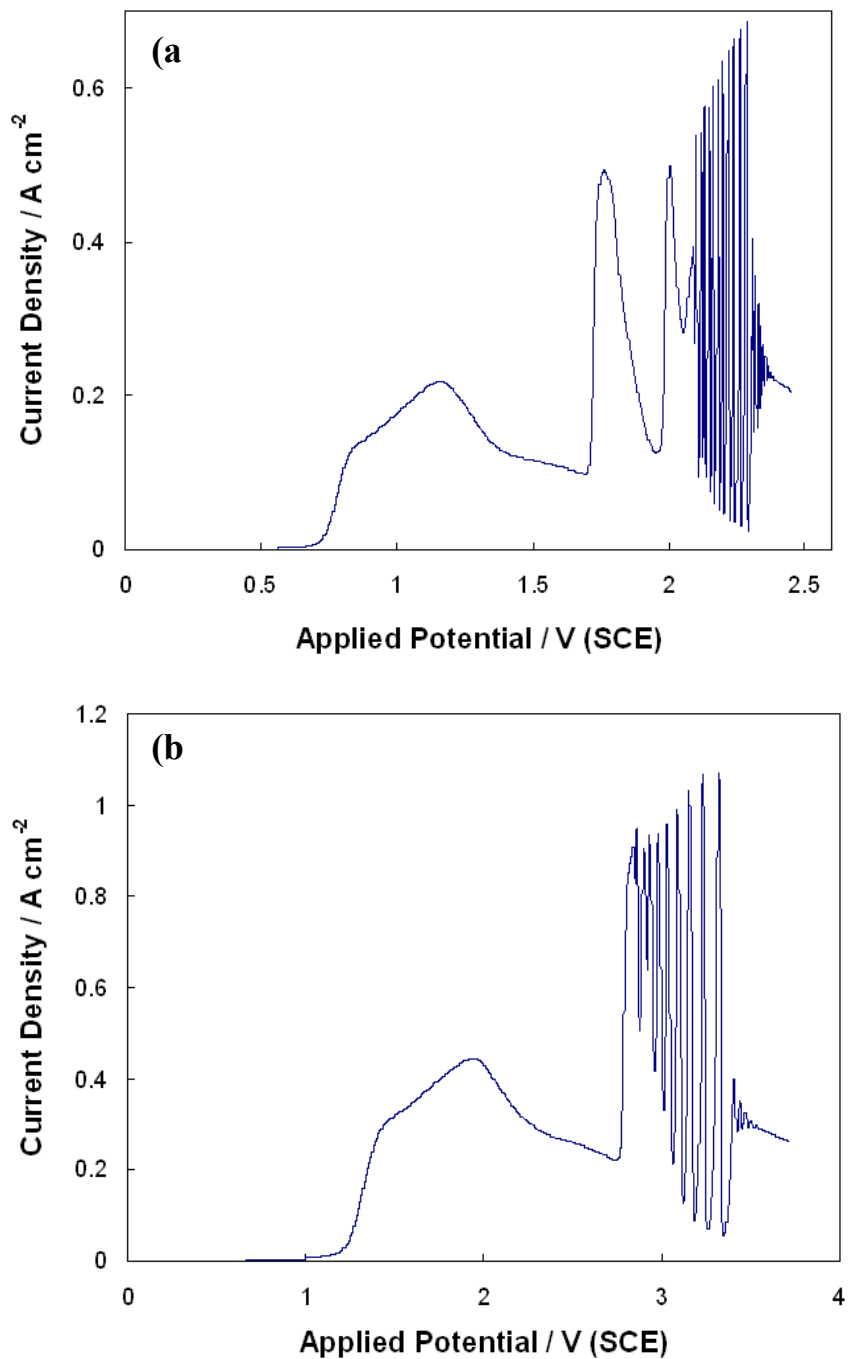 (a
0.6
0.4
0.2
0
Current Density / A cm-2
0 0.5 1 1.5 2 2.5
Applied Potential / V (SCE)
(b
1.2
1
0.8
0.6
0.4
0.2
0
Current Density / A cm-2
0 1 2 3 4
Applied Potential / V (SCE)